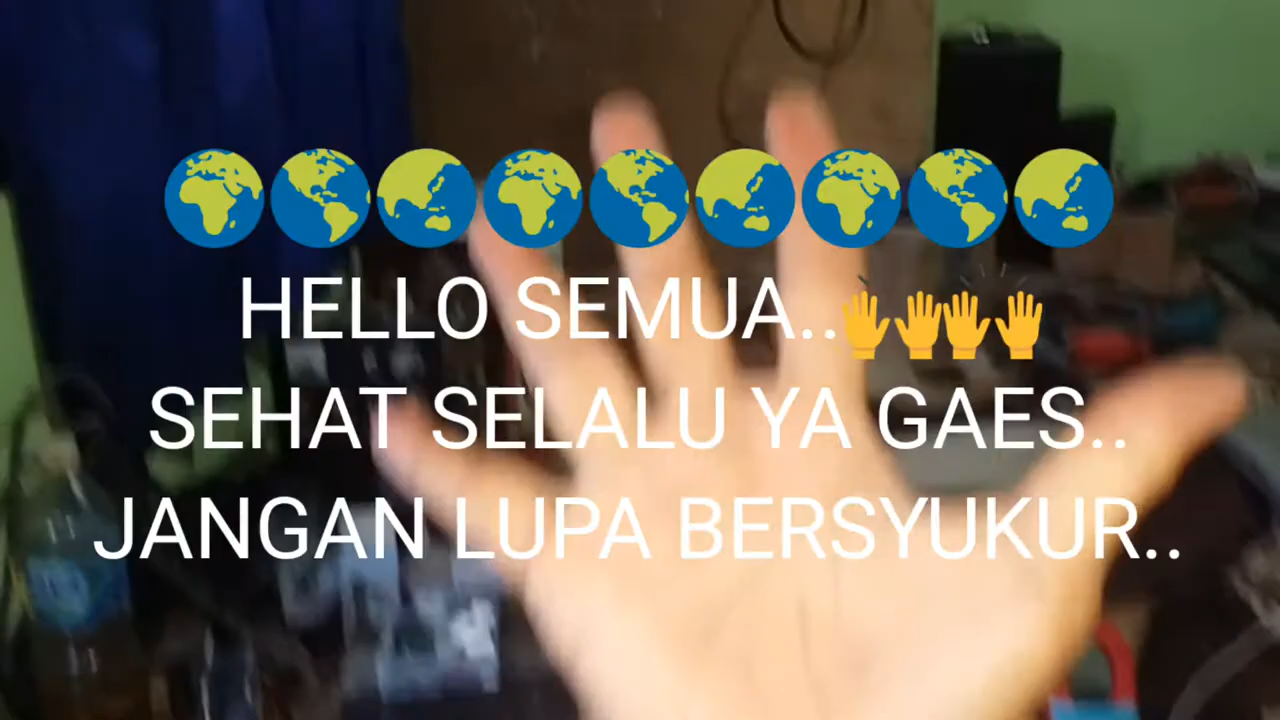 🌍🌎🌏🌍🌎🌏🌍🌎🌏
HELLO SEMUA..🙌🙌
SEHAT SELALU YA GAES..
JANGAN LUPA BERSYUKUR..